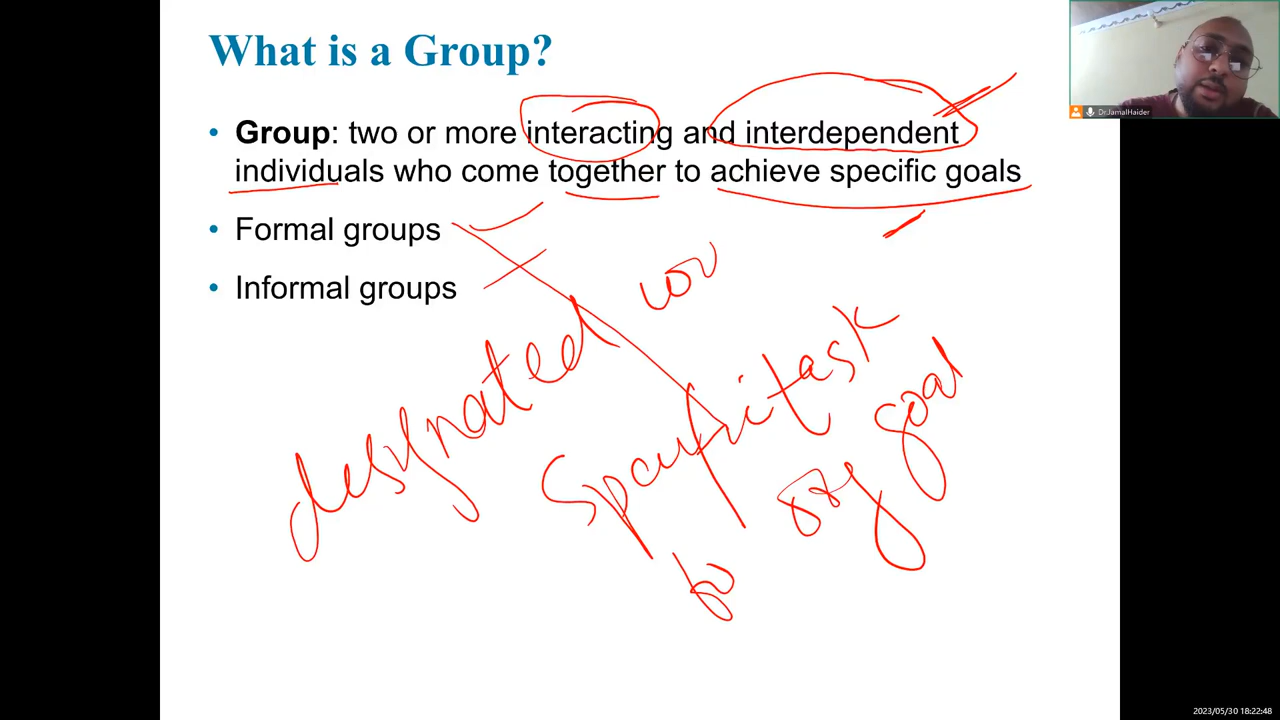 What is a Group?
• Group: two or more interacting and interdependent
individuals who come together to achieve specific goals
• Formal groups
• Informal groups
designated
task
goal
Dr.JamalHaider
2023/05/30 18:22:48